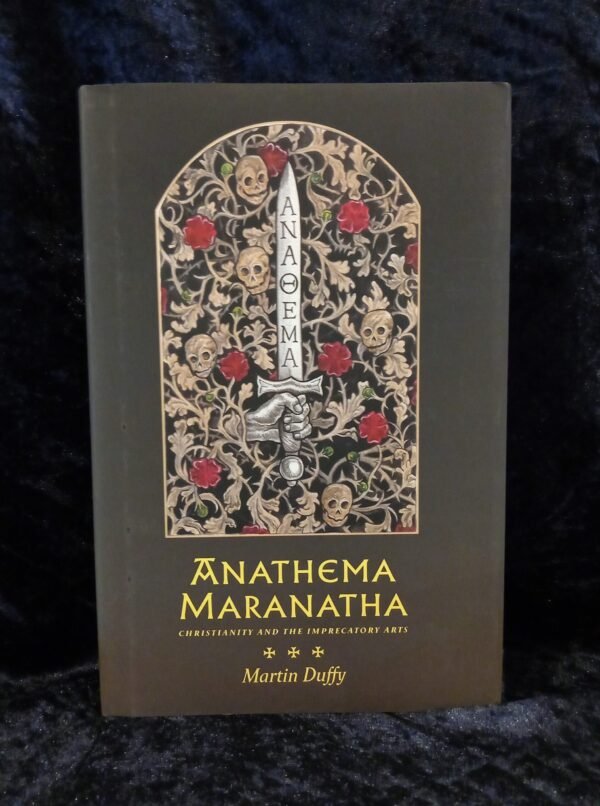 ΑΝΑΘΕΜΑ
ANATHEMA
MARANATHA
CHRISTIANITY AND THE IMPRECATORY ARTS
✠ ✠ ✠
Martin Duffy